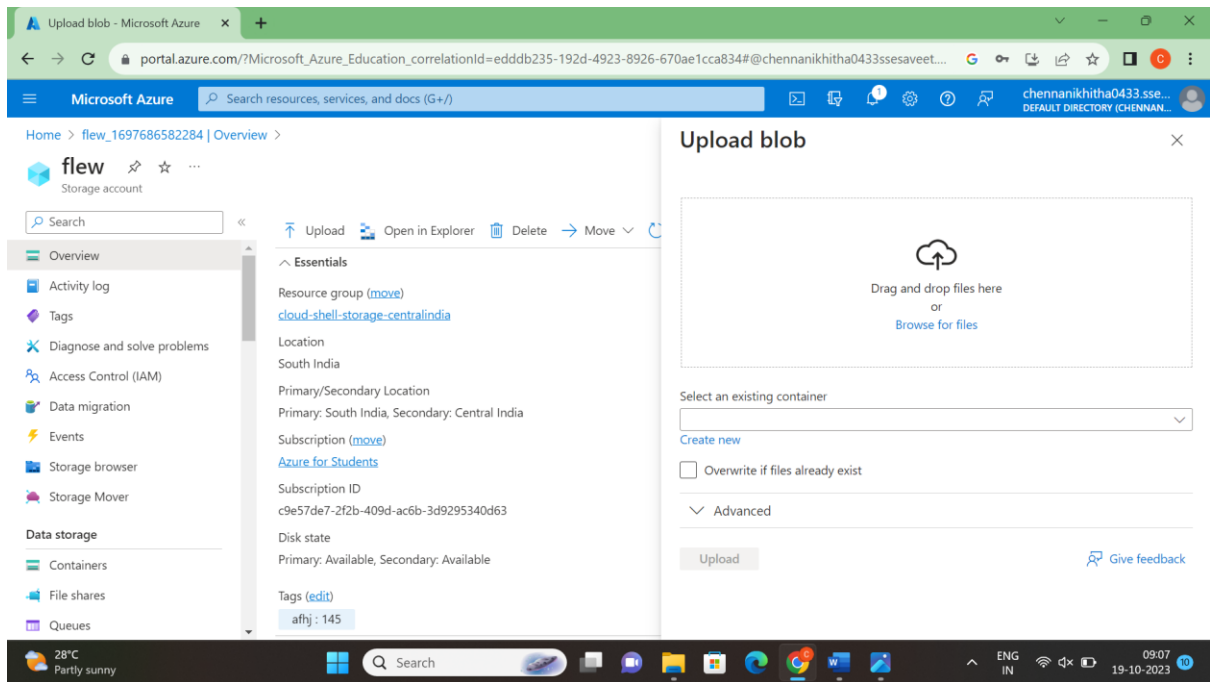 Upload blob - Microsoft Azure
portal.azure.com/?Microsoft_Azure_Education_correlationId=edddb235-192d-4923-8926-670ae1cca834#@chennanikhitha0433ssesaveet....
G
C
Microsoft Azure
Search resources, services, and docs (G+/)
1
chennanikhitha0433.sse...
DEFAULT DIRECTORY (CHENNAN...
Home > flew_1697686582284 | Overview >
flew
Storage account
Search
Overview
Activity log
Tags
Diagnose and solve problems
Access Control (IAM)
Data migration
Events
Storage browser
Storage Mover
Data storage
Containers
File shares
Queues
Upload Open in Explorer Delete Move
Essentials
Resource group (move)
cloud-shell-storage-centralindia
Location
South India
Primary/Secondary Location
Primary: South India, Secondary: Central India
Subscription (move)
Azure for Students
Subscription ID
c9e57de7-2f2b-409d-ac6b-3d9295340d63
Disk state
Primary: Available, Secondary: Available
Tags (edit)
afhj : 145
Upload blob
Drag and drop files here
or
Browse for files
Select an existing container
Create new
Overwrite if files already exist
Advanced
Upload
Give feedback
28°C
Partly sunny
Search
ENG
IN
09:07
19-10-2023
10